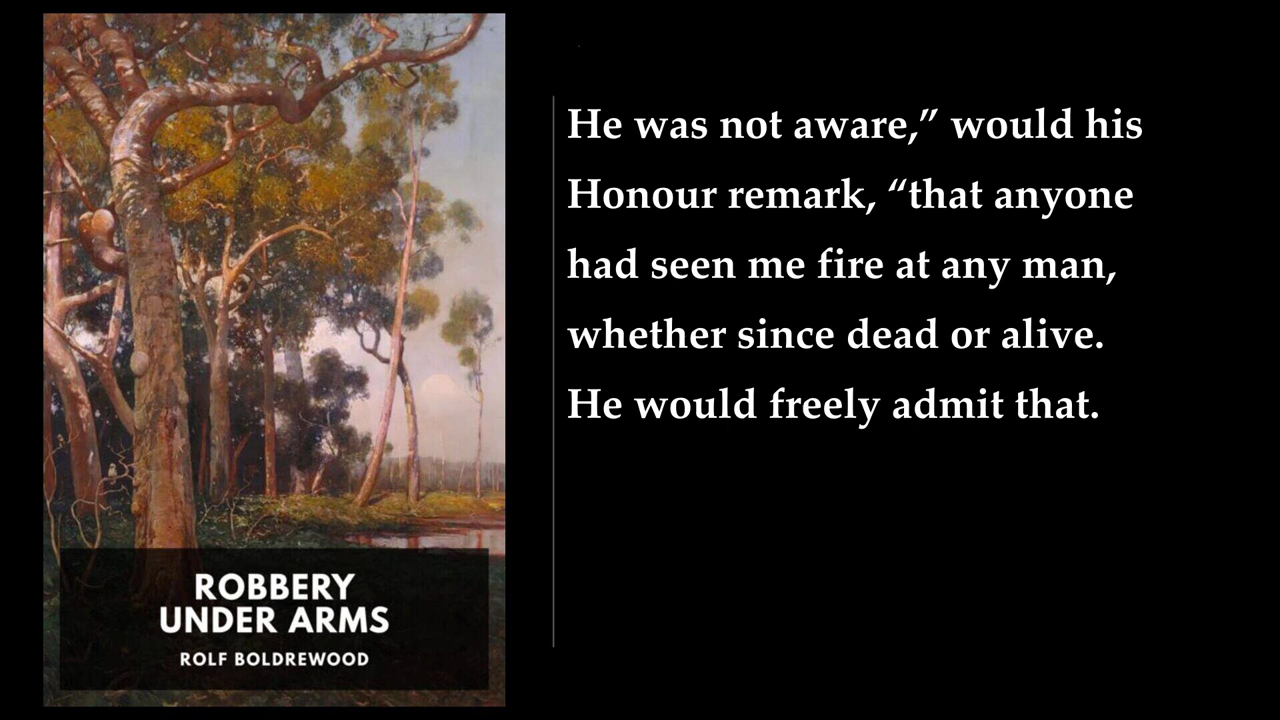 He was not aware,” would his
Honour remark, “that anyone
had seen me fire at any man,
whether since dead or alive.
He would freely admit that.
ROBBERY
UNDER ARMS
ROLF BOLDREWOOD